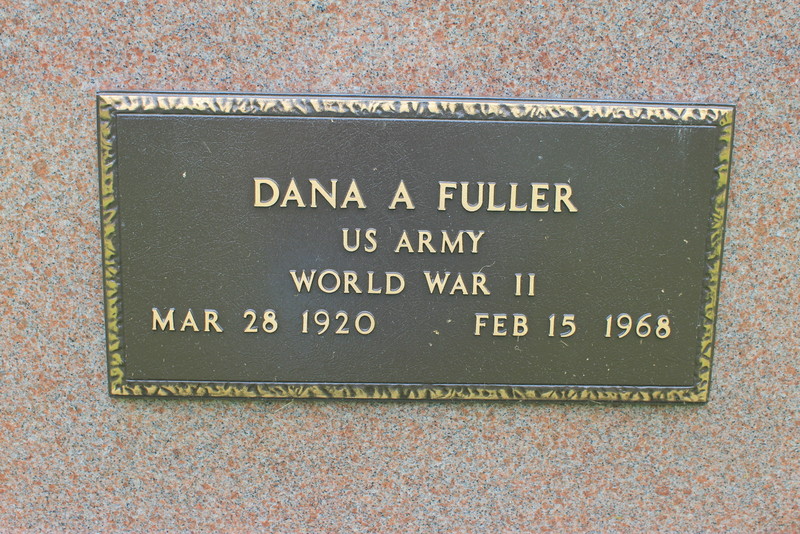 DANA A FULLER
US ARMY
WORLD WAR II
MAR 28 1920 FEB 15 1968